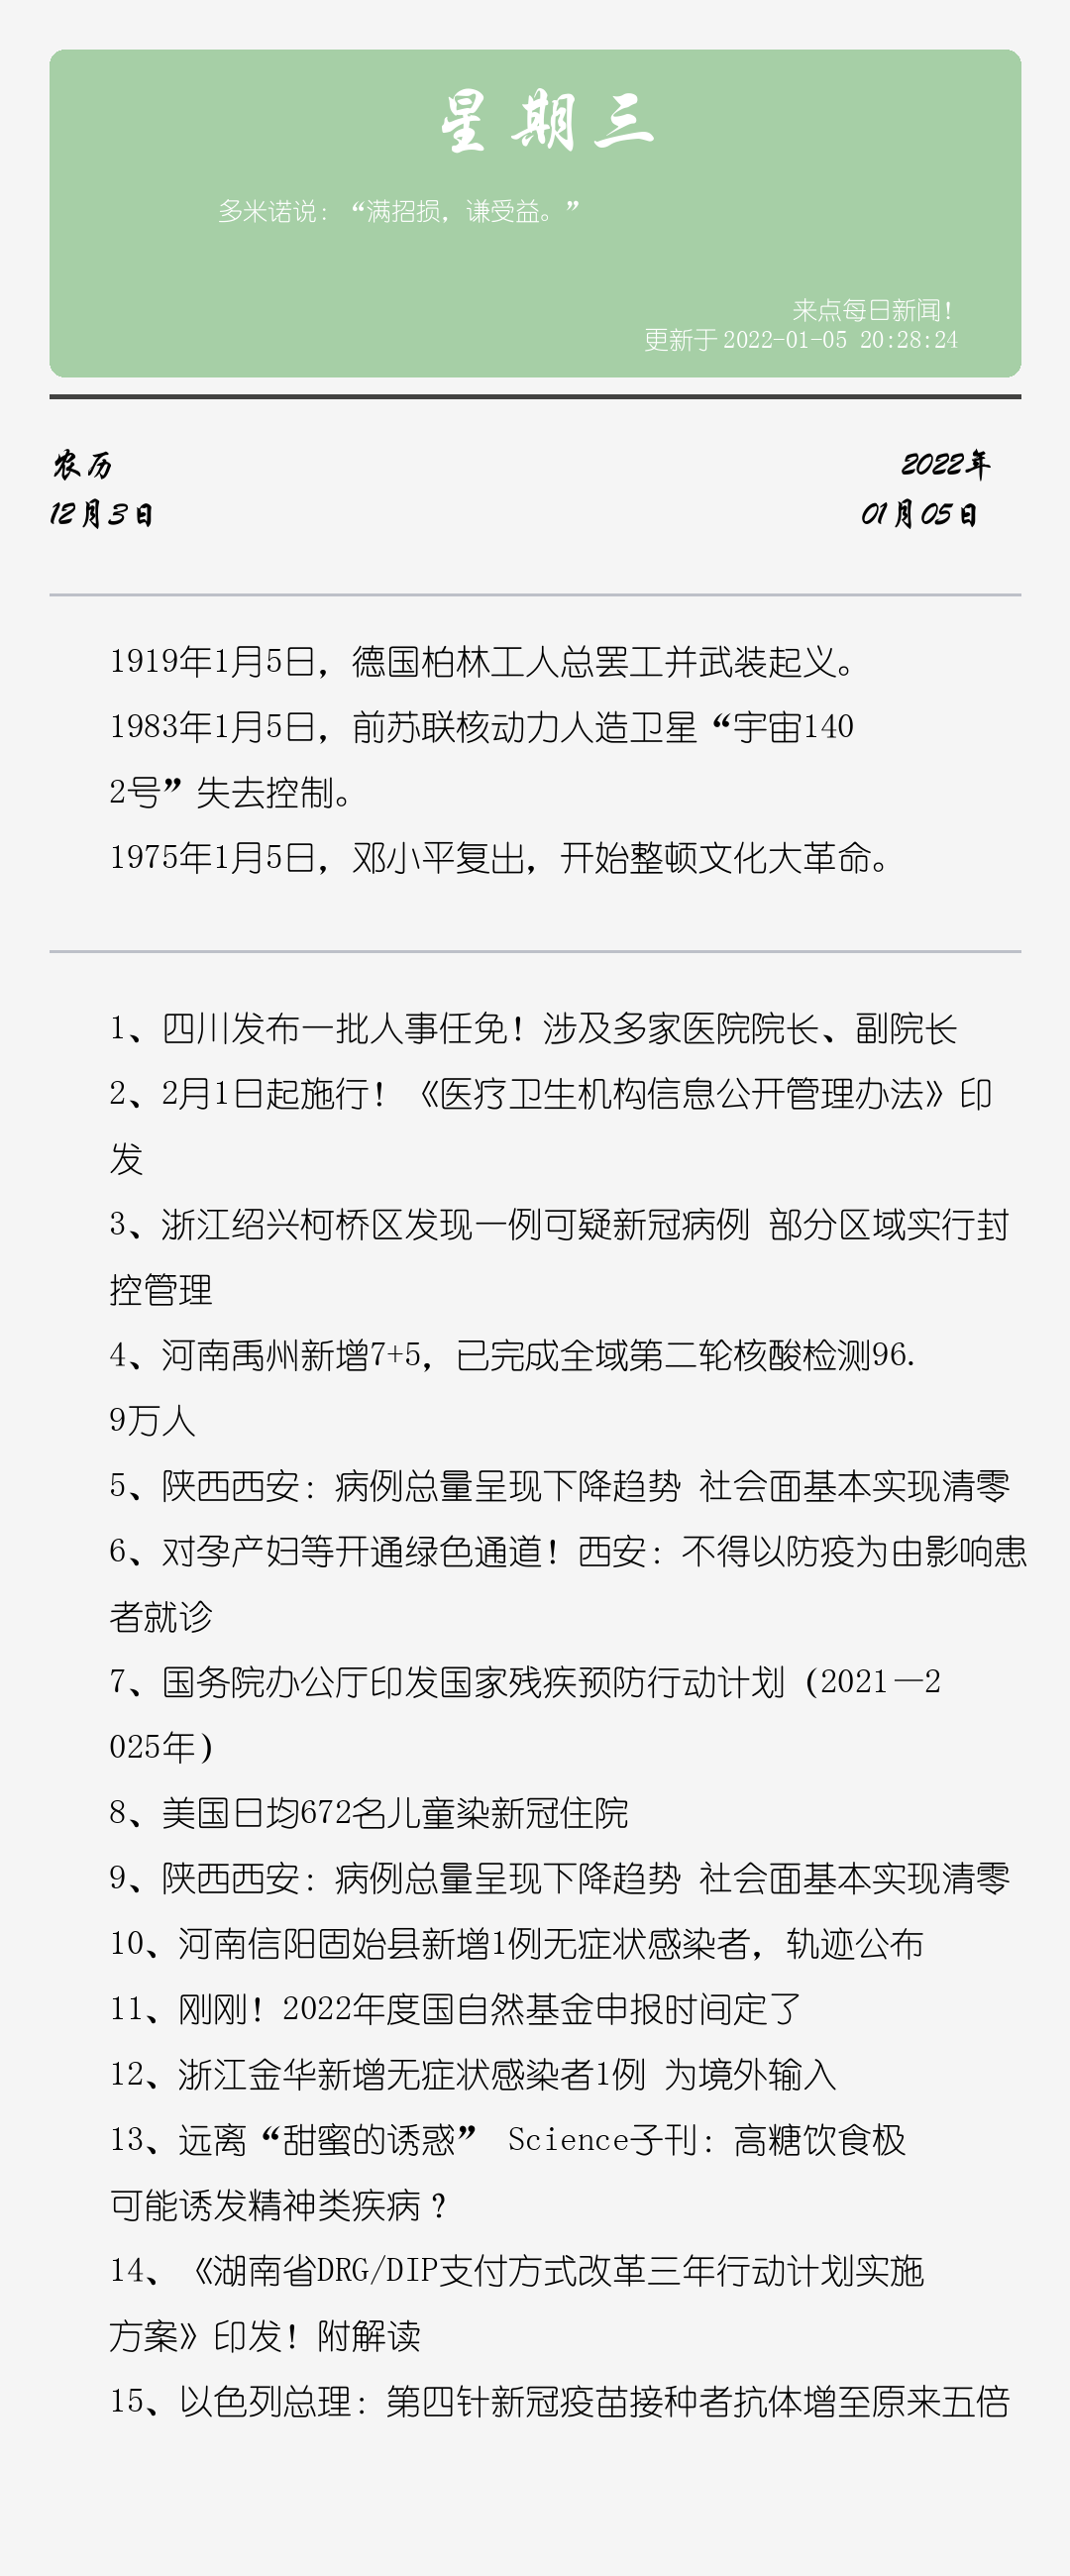 星期三
多米诺说：“满招损，谦受益。”
来点每日新闻！
更新于 2022-01-05 20:28:24
农历
2022年
12月3日
01月05日
1919年1月5日，德国柏林工人总罢工并武装起义。
1983年1月5日，前苏联核动力人造卫星“宇宙140
2号”失去控制。
1975年1月5日，邓小平复出，开始整顿文化大革命。
1、四川发布一批人事任免！涉及多家医院院长、副院长
2、2月1日起施行！《医疗卫生机构信息公开管理办法》印
发
3、浙江绍兴柯桥区发现一例可疑新冠病例 部分区域实行封
控管理
4、河南禹州新增7+5，已完成全域第二轮核酸检测96.
9万人
5、陕西西安：病例总量呈现下降趋势 社会面基本实现清零
6、对孕产妇等开通绿色通道！西安：不得以防疫为由影响患
者就诊
7、国务院办公厅印发国家残疾预防行动计划（2021—2
025年）
8、美国日均672名儿童染新冠住院
9、陕西西安：病例总量呈现下降趋势 社会面基本实现清零
10、河南信阳固始县新增1例无症状感染者，轨迹公布
11、刚刚！2022年度国自然基金申报时间定了
12、浙江金华新增无症状感染者1例 为境外输入
13、远离“甜蜜的诱惑” Science子刊：高糖饮食极
可能诱发精神类疾病？
14、《湖南省DRG/DIP支付方式改革三年行动计划实施
方案》印发！附解读
15、以色列总理：第四针新冠疫苗接种者抗体增至原来五倍